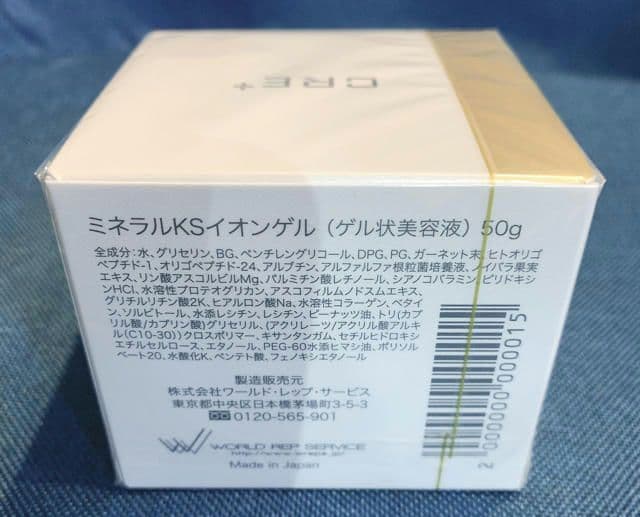 ORE+
ミネラルKSイオンゲル（ゲル状美容液）50g
全成分：水、グリセリン、BG、ペンチレングリコール、DPG、PG、ガーネット末、ヒトオリゴ
ペプチド-1、オリゴペプチド-24、アルブチン、アルファルファ根粒菌培養液、ノイバラ果実
エキス、リン酸アスコルビルMg、パルミチン酸レチノール、シアノコバラミン、ピリドキシ
ンHCl、水溶性プロテオグリカン、アスコフィルムノドスムエキス、
グリチルリチン酸2K、ヒアルロン酸Na、水溶性コラーゲン、ベタイ
ン、ソルビトール、水添レシチン、レシチン、ピーナッツ油、トリ(カプ
リル酸/カプリン酸)グリセリル、(アクリレーツ/アクリル酸アルキ
ル(C10-30))クロスポリマー、キサンタンガム、セチルヒドロキシ
エチルセルロース、エタノール、PEG-60水添ヒマシ油、ポリソル
ベート20、水酸化K、ペンテト酸、フェノキシエタノール
製造販売元
株式会社ワールド・レップ・サービス
東京都中央区日本橋茅場町3-5-3
0120-565-901
WORLD REP SERVICE
http://www.wreps.jp/
Made in Japan
2 000000 000015